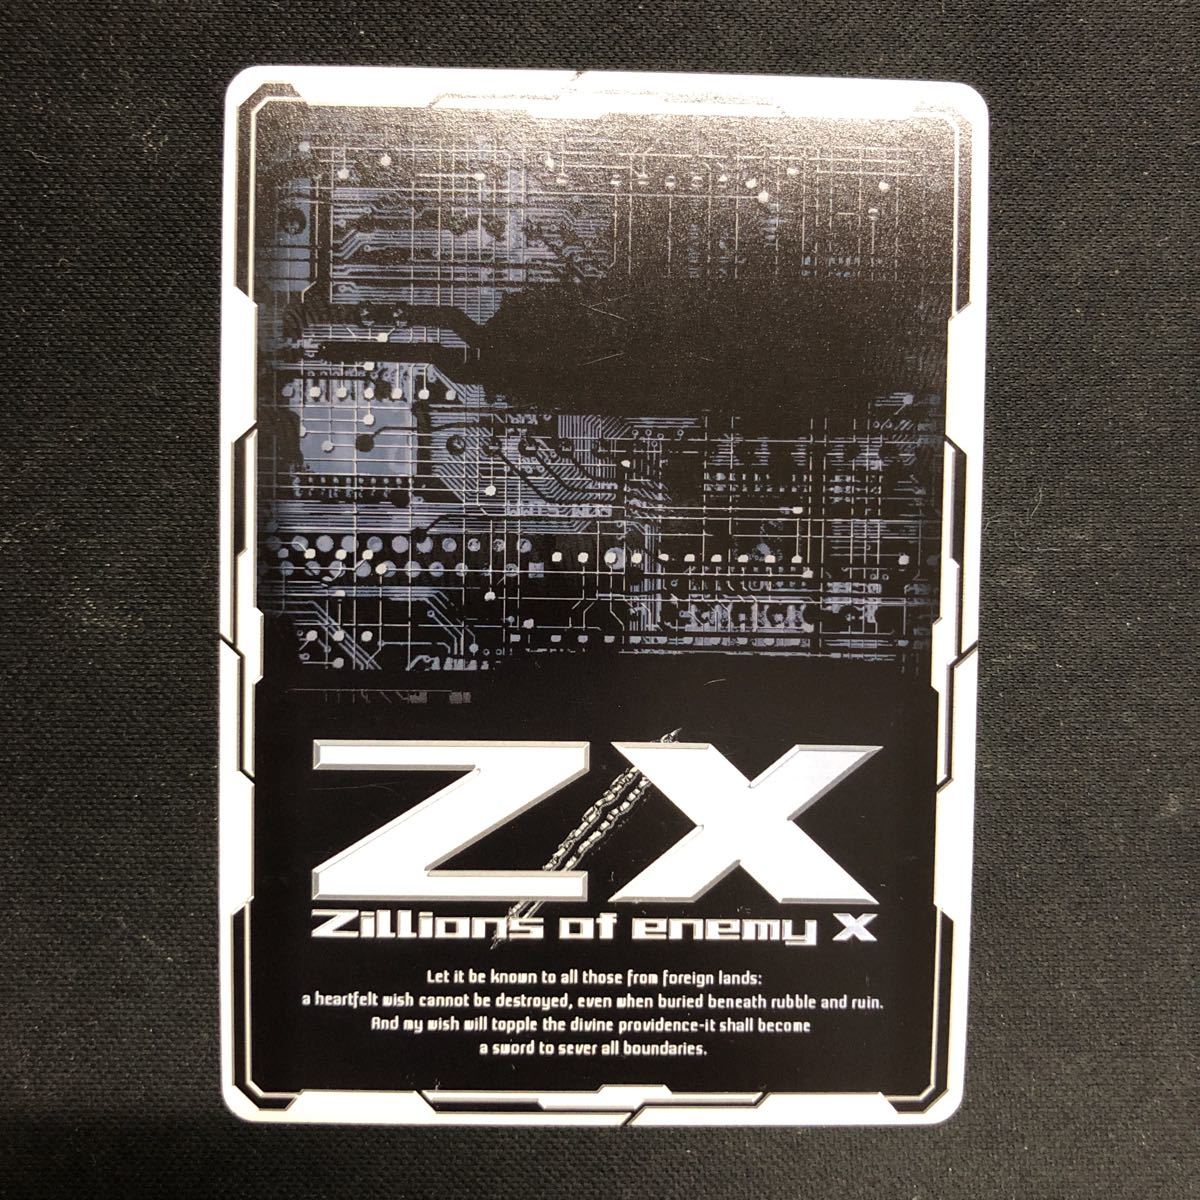 Z/X
Zillions of enemy X
Let it be known to all those from foreign lands:
a heartfelt wish cannot be destroyed, even when buried beneath rubble and ruin.
And my wish will topple the divine providence-it shall become
a sword to sever all boundaries.